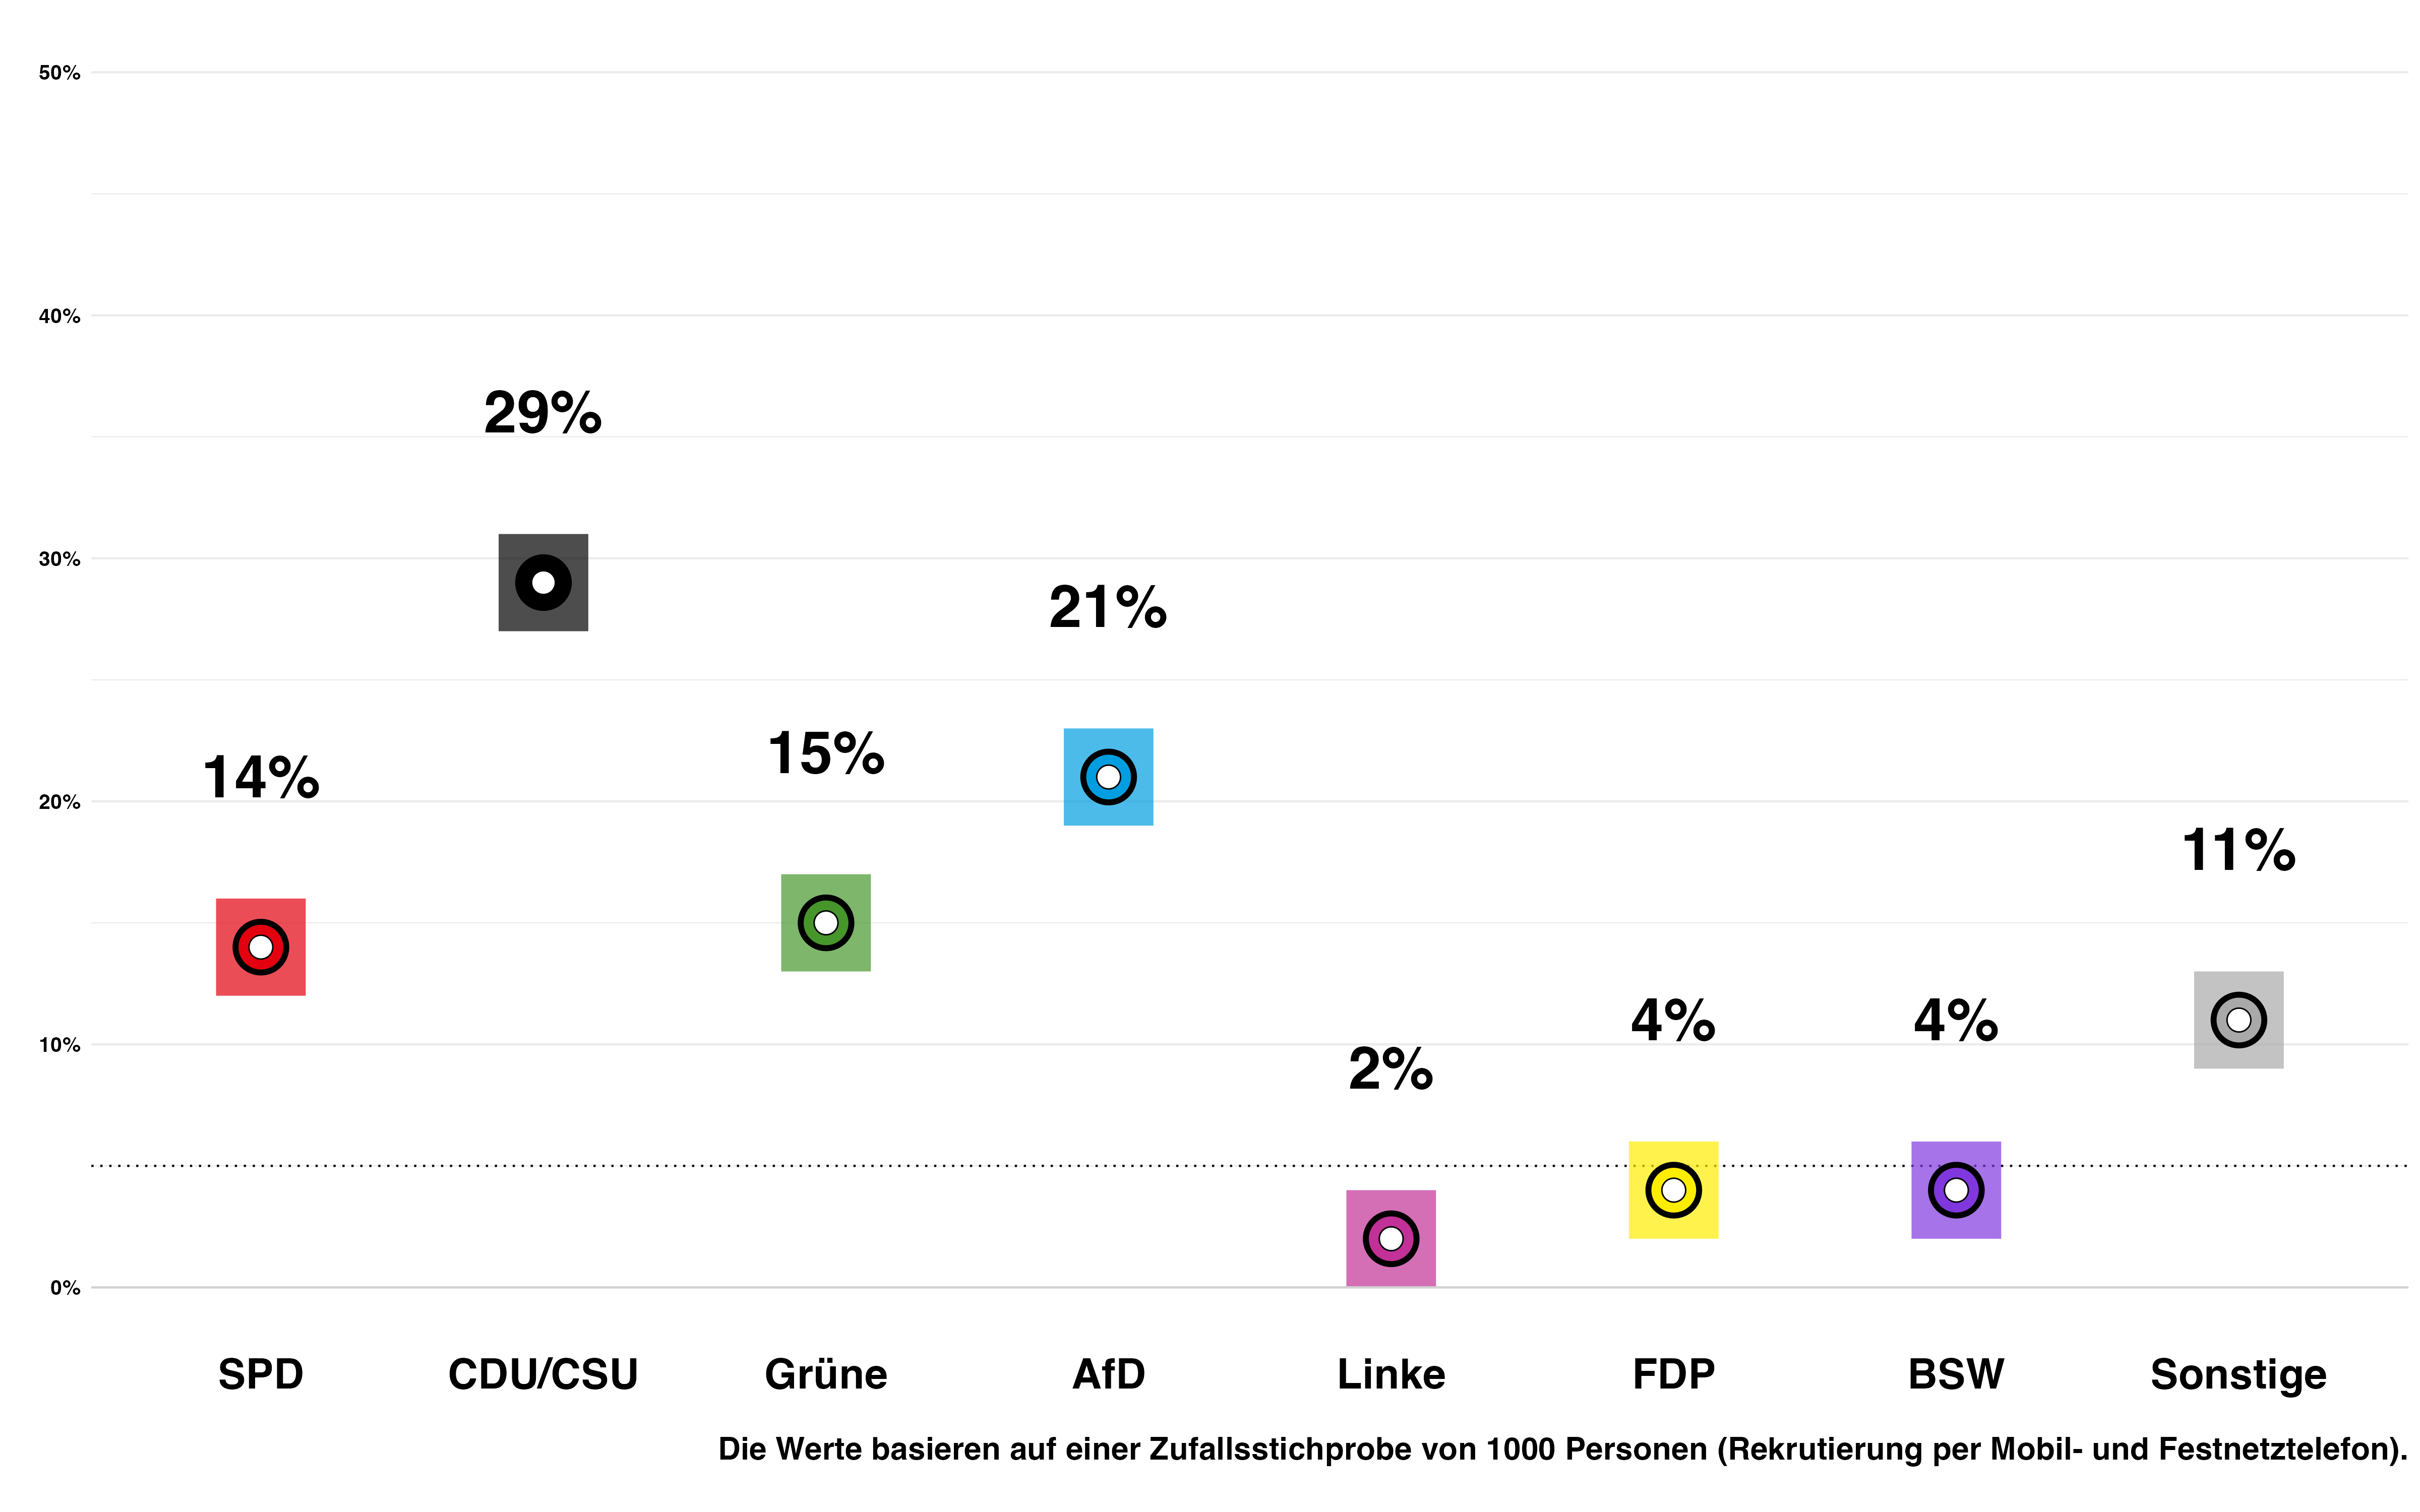 50%
40%
29%
30%
21%
15%
14%
20%
11%
4%
4%
10%
2%
0%
SPD
CDU/CSU
Grüne
AfD
Linke
FDP
BSW
Sonstige
Die Werte basieren auf einer Zufallsstichprobe von 1000 Personen (Rekrutierung per Mobil- und Festnetztelefon).